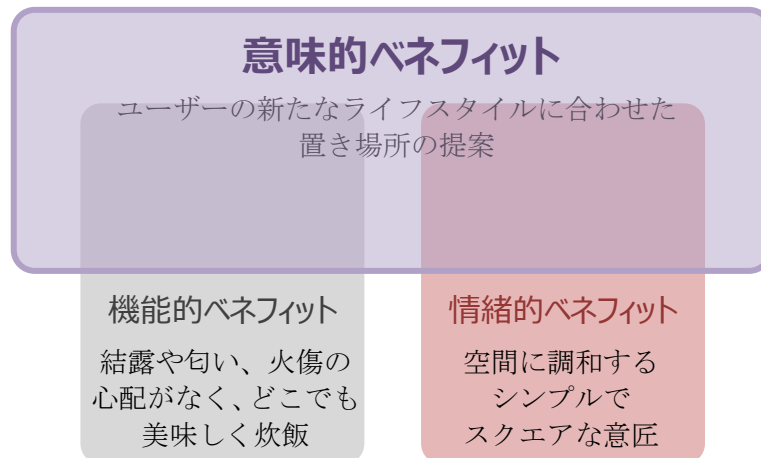 意味的ベネフィット
ユーザーの新たなライフスタイルに合わせた
置き場所の提案
機能的ベネフィット
結露や匂い、火傷の
心配がなく、どこでも
美味しく炊飯
情緒的ベネフィット
空間に調和する
シンプルで
スクエアな意匠